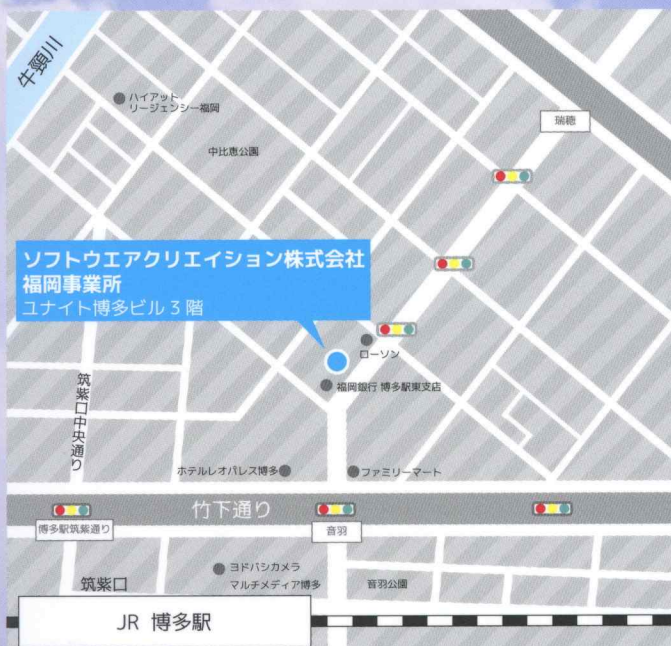 牛頸川
ハイアット
リージェンシー福岡
中比恵公園
瑞穂
ソフトウエアクリエイション株式会社
福岡事業所
ユナイト博多ビル 3 階
ローソン
福岡銀行 博多駅東支店
筑紫口中央通り
ホテルレオパレス博多
ファミリーマート
竹下通り
博多駅筑紫通り
音羽
ヨドバシカメラ
マルチメディア博多
音羽公園
筑紫口
JR 博多駅